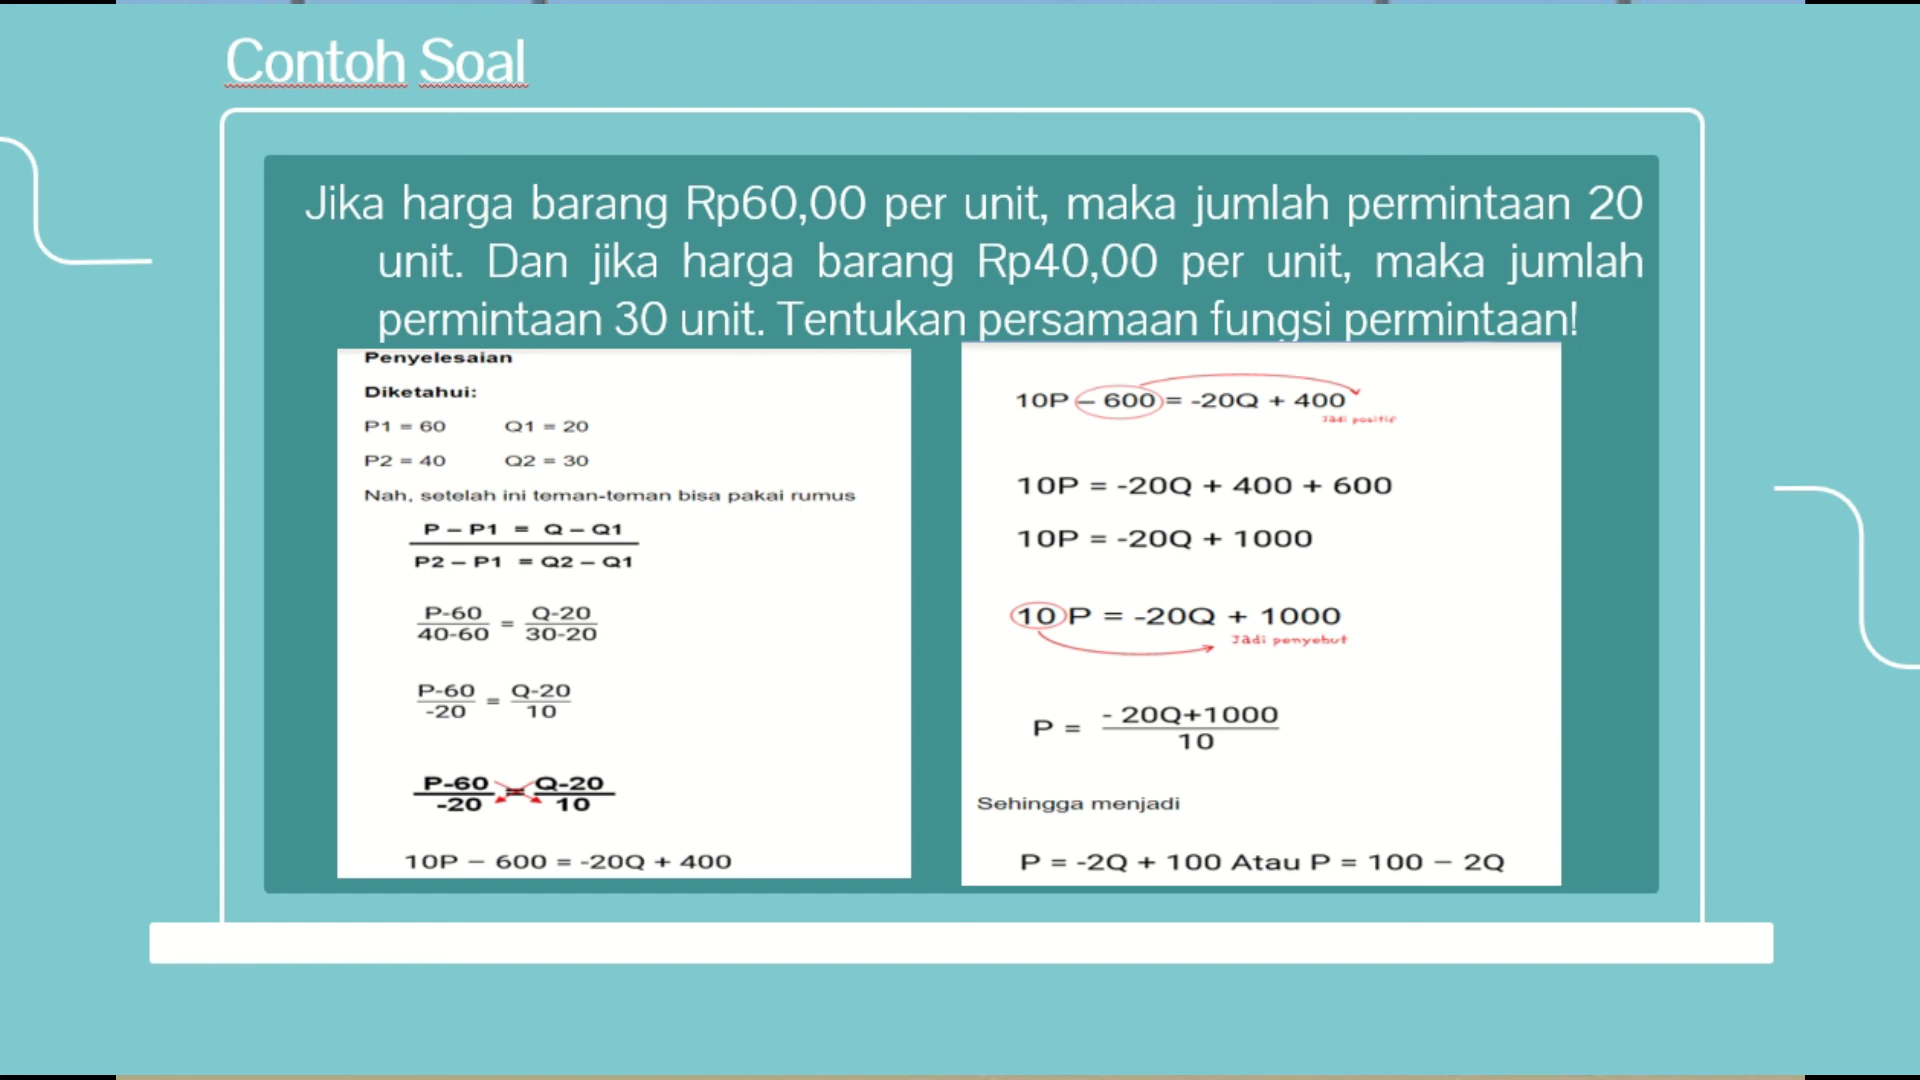 Contoh Soal
Jika harga barang Rp60,00 per unit, maka jumlah permintaan 20
unit. Dan jika harga barang Rp40,00 per unit, maka jumlah
permintaan 30 unit. Tentukan persamaan fungsi permintaan!
Penyelesaian
Diketahui:
P1 = 60 Q1 = 20
P2 = 40 Q2 = 30
Nah, setelah ini teman-teman bisa pakai rumus
P – P1 = Q – Q1
P2 – P1 = Q2 – Q1
P-60 = Q-20
40-60 30-20
P-60 = Q-20
-20 10
P-60 = Q-20
-20 10
10P – 600 = -20Q + 400
10P – 600 = -20Q + 400
Jadi positif
10P = -20Q + 400 + 600
10P = -20Q + 1000
10 P = -20Q + 1000
Jadi penyebut
P = - 20Q+1000
10
Sehingga menjadi
P = -2Q + 100 Atau P = 100 – 2Q